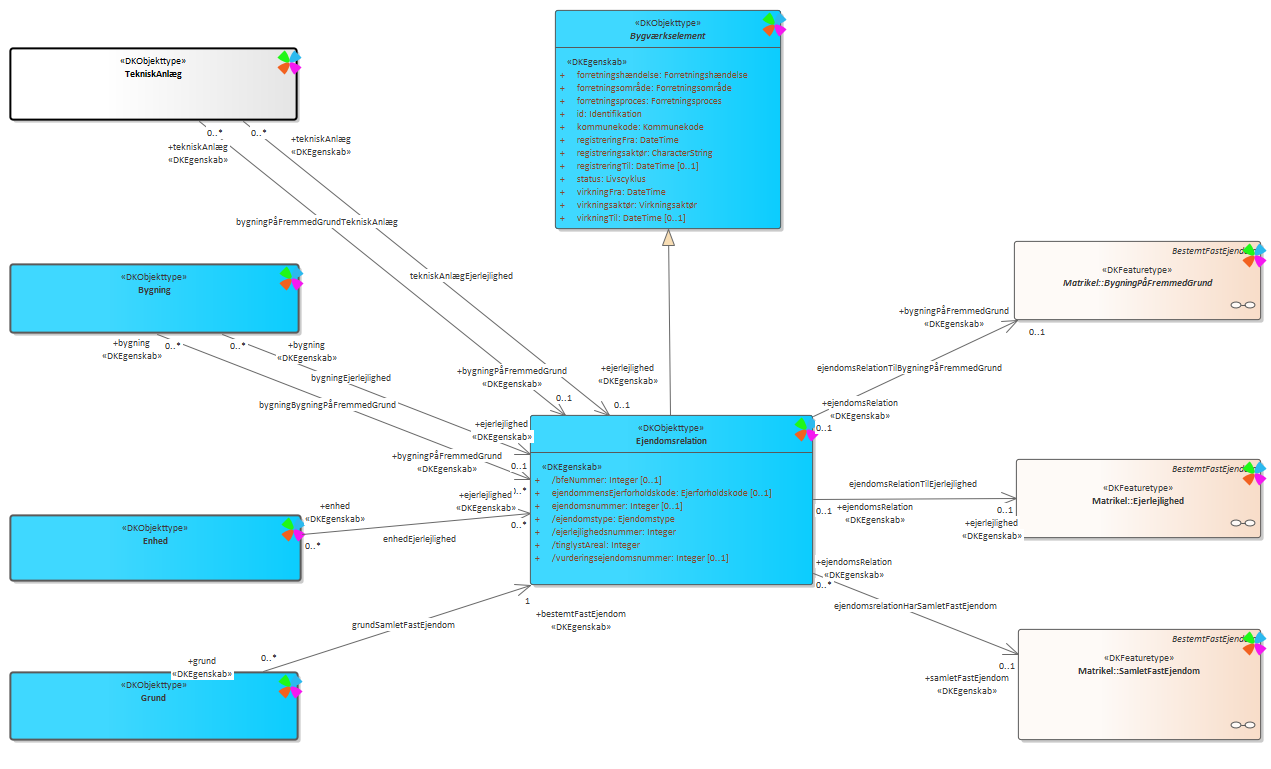 «DKObjekttype»
Bygværkselement
«DKEgenskab»
+ forretningshændelse: Forretningshændelse
+ forretningsområde: Forretningsområde
+ forretningsproces: Forretningsproces
+ id: Identifikation
+ kommunekode: Kommunekode
+ registreringFra: DateTime
+ registreringsaktør: CharacterString
+ registreringTil: DateTime [0..1]
+ status: Livscyklus
+ virkningFra: DateTime
+ virkningsaktør: Virkningsaktør
+ virkningTil: DateTime [0..1]
«DKObjekttype»
TekniskAnlæg
0..*
+tekniskAnlæg
«DKEgenskab»
0..*
+tekniskAnlæg
«DKEgenskab»
bygningPåFremmedGrundTekniskAnlæg
tekniskAnlægEjerlejlighed
+bygningPåFremmedGrund
«DKEgenskab»
0..1
+ejerlejlighed
«DKEgenskab»
0..1
«DKObjekttype»
Bygning
+bygning
«DKEgenskab»
0..*
0..*
+bygning
«DKEgenskab»
bygningEjerlejlighed
bygningBygningPåFremmedGrund
+ejerlejlighed
«DKEgenskab»
0..1
+bygningPåFremmedGrund
«DKEgenskab»
..*
«DKObjekttype»
Enhed
+enhed
«DKEgenskab»
0..*
enhedEjerlejlighed
+ejerlejlighed
«DKEgenskab»
0..*
«DKObjekttype»
Grund
+grund
«DKEgenskab»
0..*
grundSamletFastEjendom
1
+bestemtFastEjendom
«DKEgenskab»
«DKObjekttype»
Ejendomsrelation
«DKEgenskab»
+ /bfeNummer: Integer [0..1]
+ ejendommensEjerforholdskode: Ejerforholdskode [0..1]
+ ejendomsnummer: Integer [0..1]
+ /ejendomstype: Ejendomstype
+ /ejerlejlighedsnummer: Integer
+ /tinglystAreal: Integer
+ /vurderingsejendomsnummer: Integer [0..1]
BestemtFastEjendom
«DKFeaturetype»
Matrikel::BygningPåFremmedGrund
+bygningPåFremmedGrund
«DKEgenskab»
0..1
ejendomsRelationTilBygningPåFremmedGrund
+ejendomsRelation
«DKEgenskab»
0..1
BestemtFastEjendom
«DKFeaturetype»
Matrikel::Ejerlejlighed
ejendomsRelationTilEjerlejlighed
0..1
+ejendomsRelation
«DKEgenskab»
0..1
+ejerlejlighed
«DKEgenskab»
+ejendomsRelation
«DKEgenskab»
0..*
ejendomsrelationHarSamletFastEjendom
0..1
+samletFastEjendom
«DKEgenskab»
BestemtFastEjendom
«DKFeaturetype»
Matrikel::SamletFastEjendom